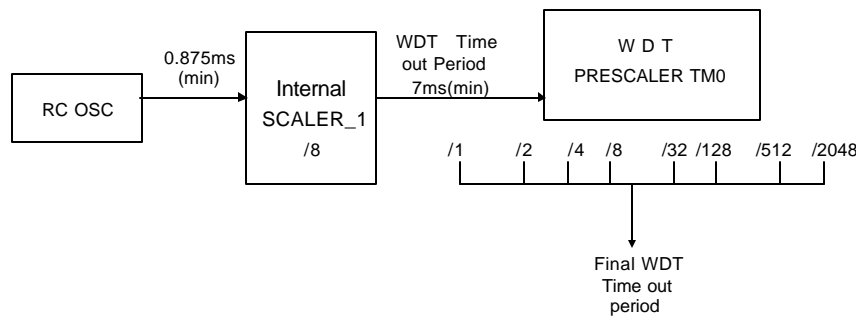 RC OSC
0.875ms
(min)
Internal
SCALER_1
/8
WDT Time
out Period
7ms(min)
W D T
PRESCALER TM0
/1 /2 /4 /8 /32 /128 /512 /2048
Final WDT
Time out
period